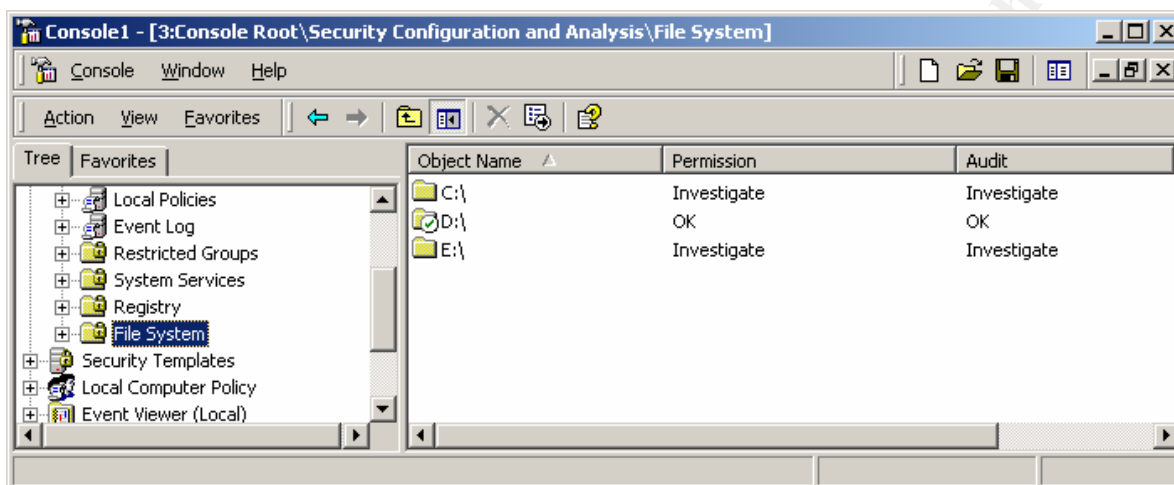 Console1 - [3:Console Root\Security Configuration and Analysis\File System]
Console Window Help
Action View Favorites
Tree Favorites
Object Name Permission Audit
Local Policies
Event Log
Restricted Groups
System Services
Registry
File System
Security Templates
Local Computer Policy
Event Viewer (Local)
C:\ Investigate Investigate
D:\ OK OK
E:\ Investigate Investigate